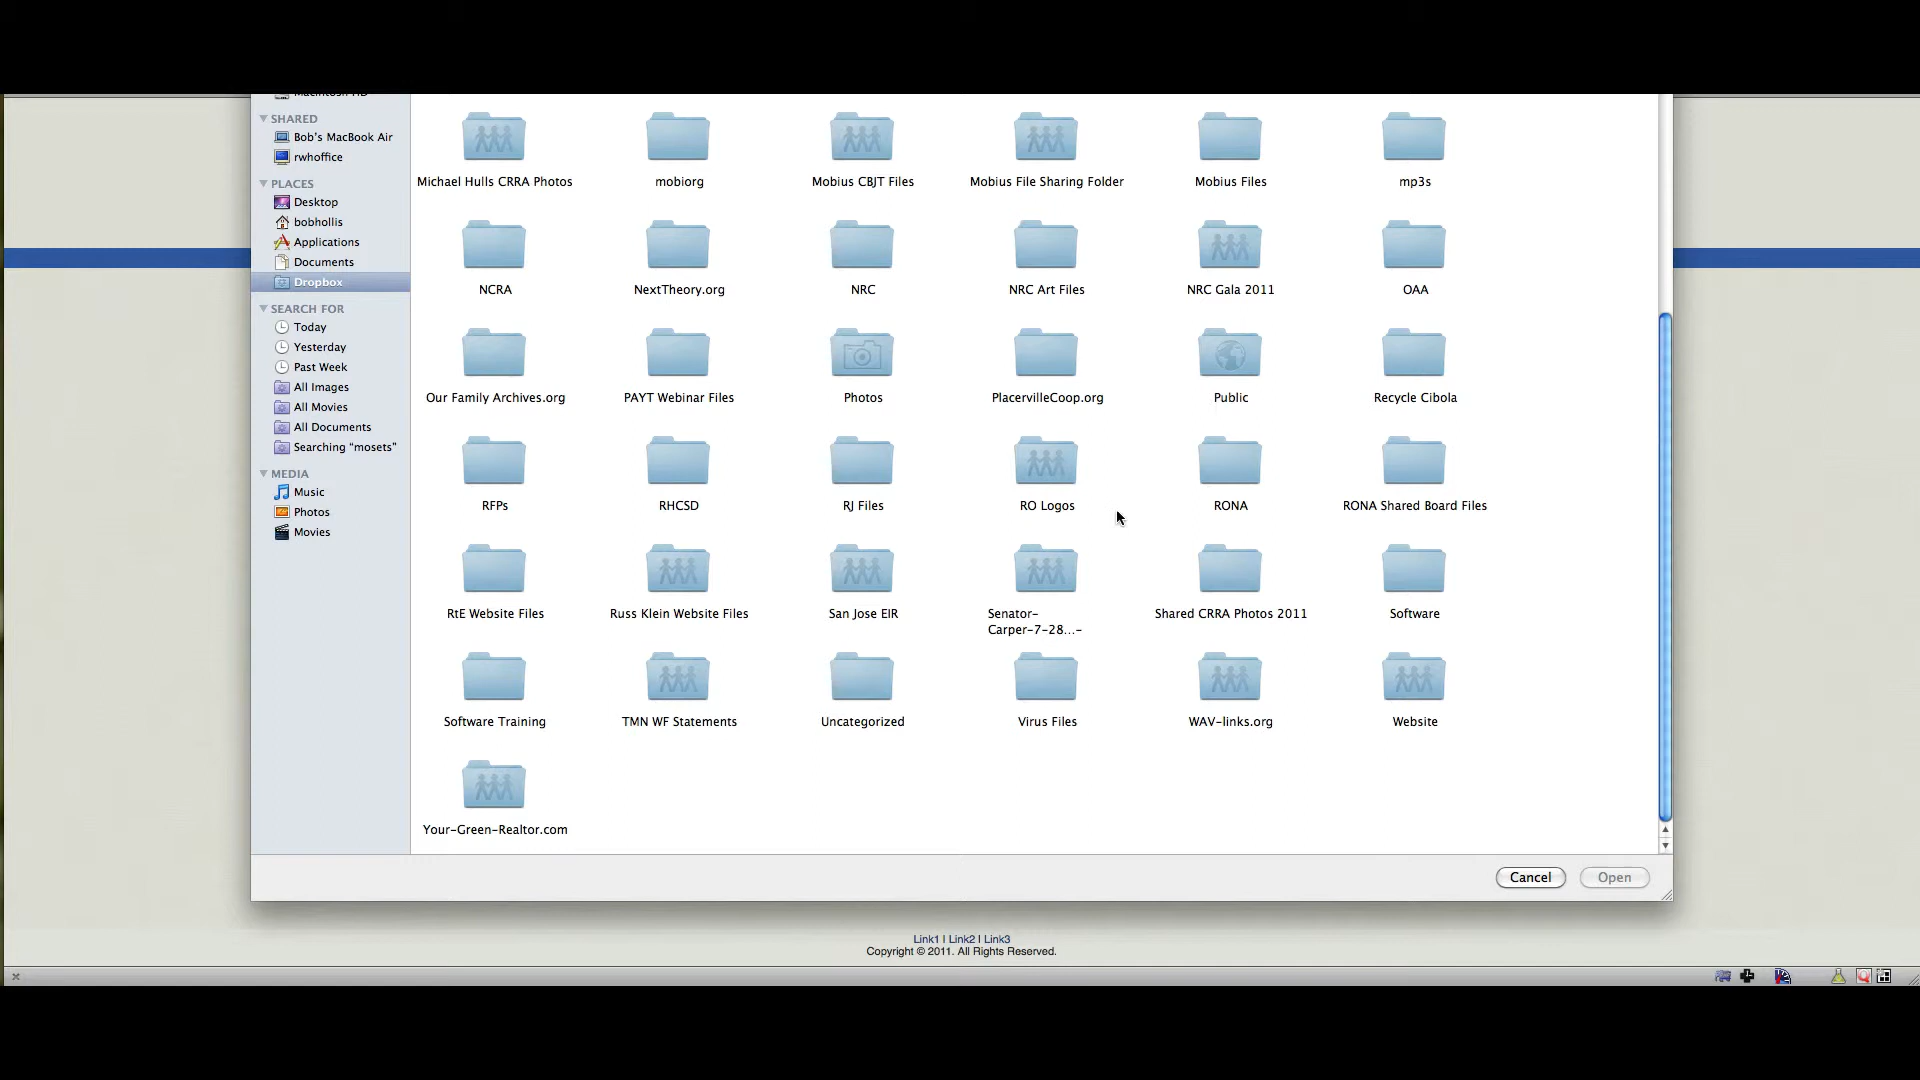 Macintosh HD
SHARED
Bob's MacBook Air
rwhoffice
PLACES
Desktop
bobhollis
Applications
Documents
Dropbox
SEARCH FOR
Today
Yesterday
Past Week
All Images
All Movies
All Documents
Searching “mosets”
MEDIA
Music
Photos
Movies
Michael Hulls CRRA Photos
mobiorg
Mobius CBJT Files
Mobius File Sharing Folder
Mobius Files
mp3s
NCRA
NextTheory.org
NRC
NRC Art Files
NRC Gala 2011
OAA
Our Family Archives.org
PAYT Webinar Files
Photos
PlacervilleCoop.org
Public
Recycle Cibola
RFPs
RHCSD
RJ Files
RO Logos
RONA
RONA Shared Board Files
RtE Website Files
Russ Klein Website Files
San Jose EIR
Senator-
Carper-7-28...-
Shared CRRA Photos 2011
Software
Software Training
TMN WF Statements
Uncategorized
Virus Files
WAV-links.org
Website
Your-Green-Realtor.com
Cancel
Open
Link1 | Link2 | Link3
Copyright © 2011. All Rights Reserved.